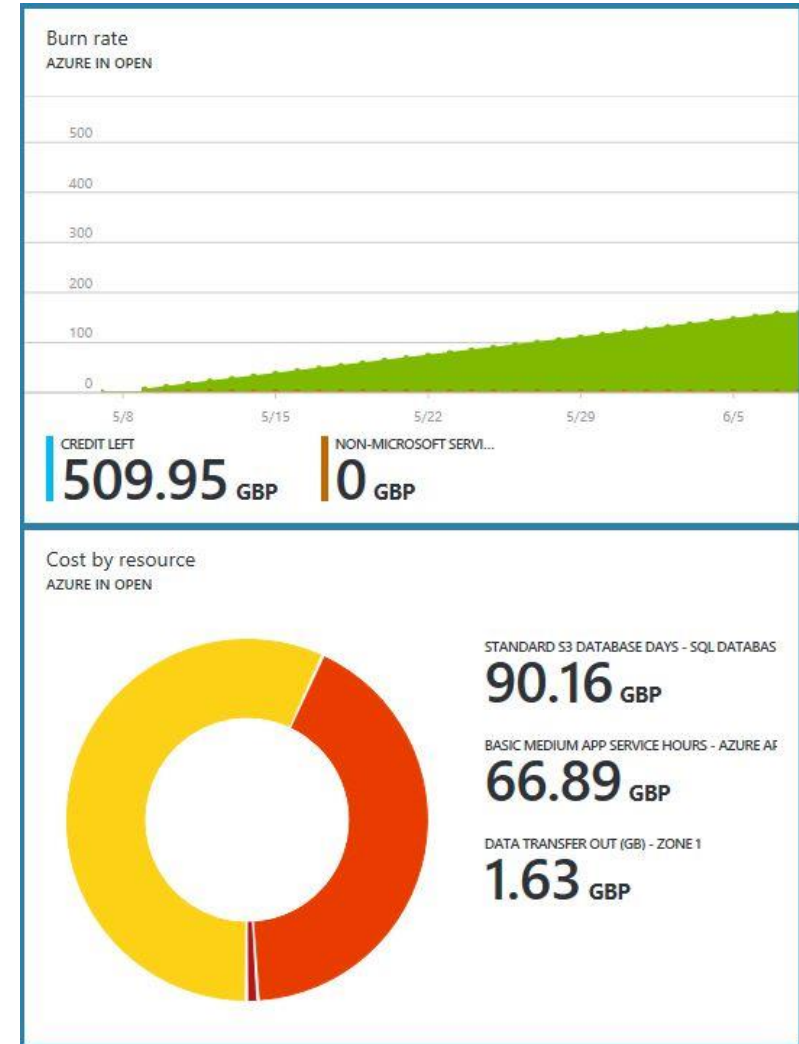 Burn rate
AZURE IN OPEN
500
400
300
200
100
0
5/8 5/15 5/22 5/29 6/5
CREDIT LEFT
509.95 GBP
NON-MICROSOFT SERVI...
0 GBP
Cost by resource
AZURE IN OPEN
STANDARD S3 DATABASE DAYS - SQL DATABAS
90.16 GBP
BASIC MEDIUM APP SERVICE HOURS - AZURE AP
66.89 GBP
DATA TRANSFER OUT (GB) - ZONE 1
1.63 GBP